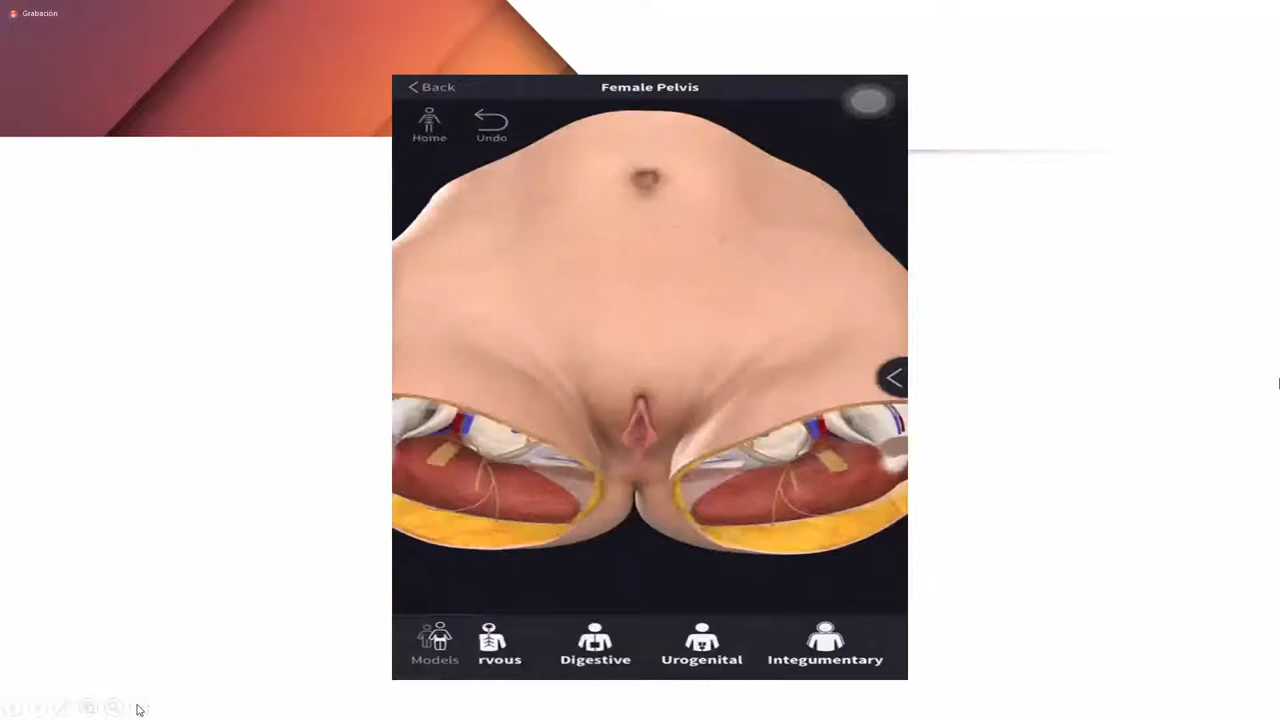 Grabación
Back
Female Pelvis
Home
Undo
Models
rvous
Digestive
Urogenital
Integumentary